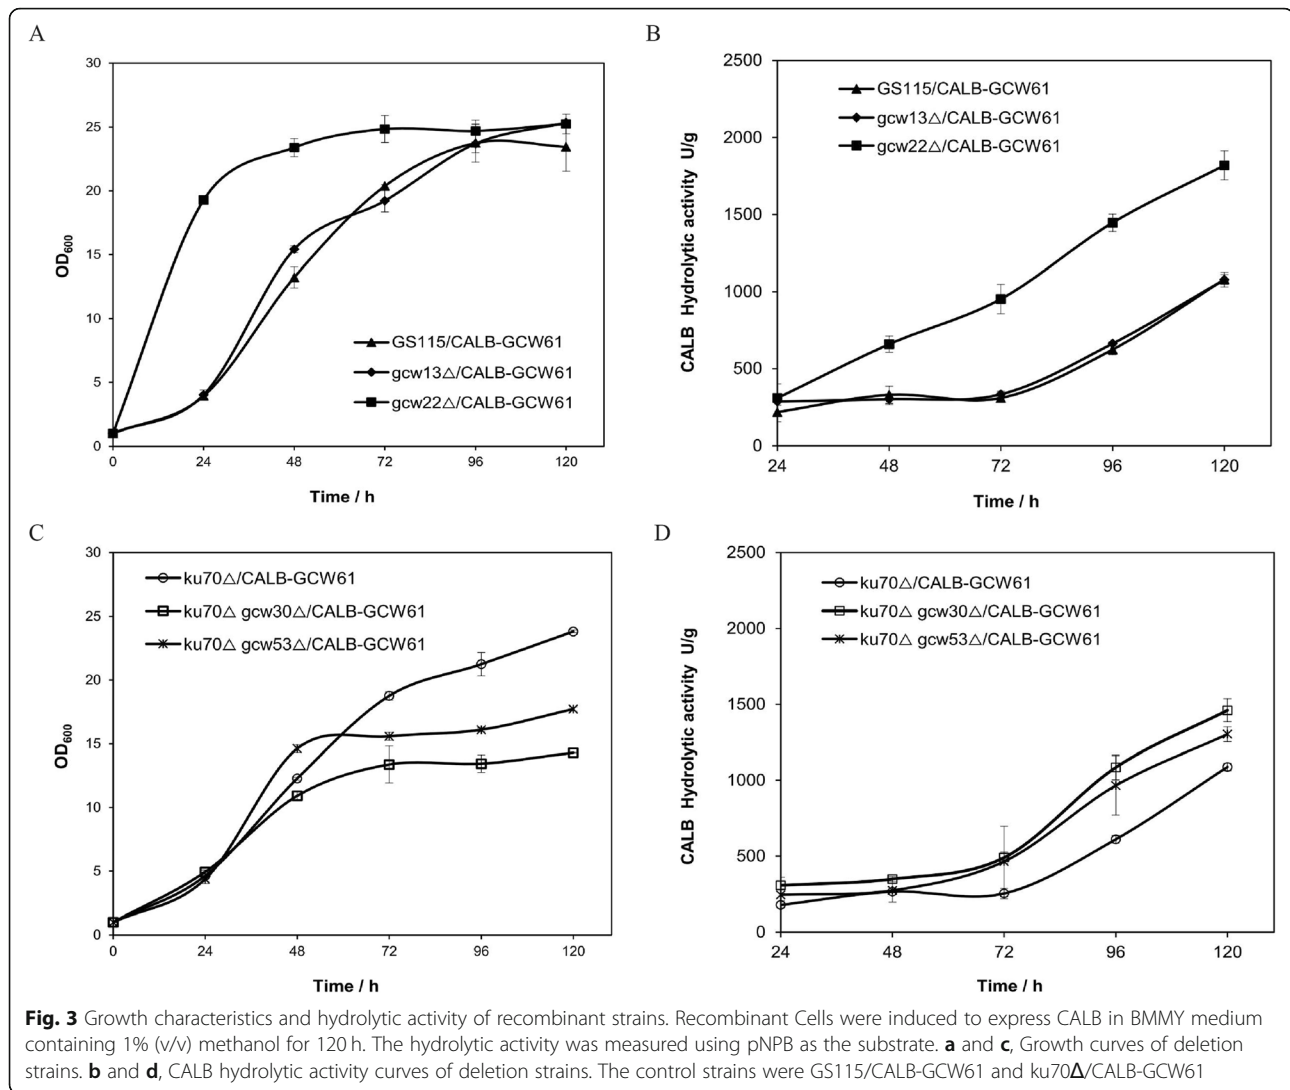 A
30
25
20
15
10
5
0
OD600
0 24 48 72 96 120
Time / h
GS115/CALB-GCW61
gcw13△/CALB-GCW61
gcw22△/CALB-GCW61
B
2500
2000
1500
1000
500
0
CALB Hydrolytic activity U/g
24 48 72 96 120
Time / h
GS115/CALB-GCW61
gcw13△/CALB-GCW61
gcw22△/CALB-GCW61
C
30
25
20
15
10
5
0
OD600
0 24 48 72 96 120
Time / h
ku70△/CALB-GCW61
ku70△ gcw30△/CALB-GCW61
ku70△ gcw53△/CALB-GCW61
D
2500
2000
1500
1000
500
0
CALB Hydrolytic activity U/g
24 48 72 96 120
Time / h
ku70△/CALB-GCW61
ku70△ gcw30△/CALB-GCW61
ku70△ gcw53△/CALB-GCW61
Fig. 3 Growth characteristics and hydrolytic activity of recombinant strains. Recombinant Cells were induced to express CALB in BMMY medium
containing 1% (v/v) methanol for 120 h. The hydrolytic activity was measured using pNPB as the substrate. a and c, Growth curves of deletion
strains. b and d, CALB hydrolytic activity curves of deletion strains. The control strains were GS115/CALB-GCW61 and ku70Δ/CALB-GCW61